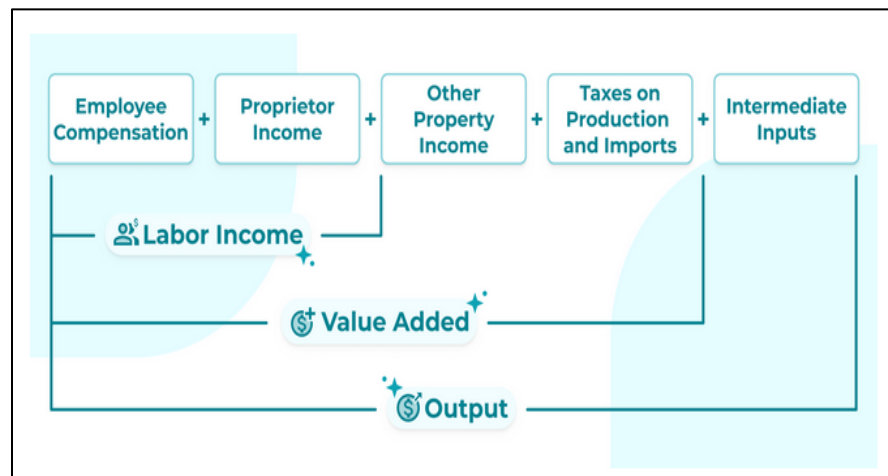 Employee
Compensation
+
Proprietor
Income
+
Other
Property
Income
+
Taxes on
Production
and Imports
+
Intermediate
Inputs
Labor Income
Value Added
Output